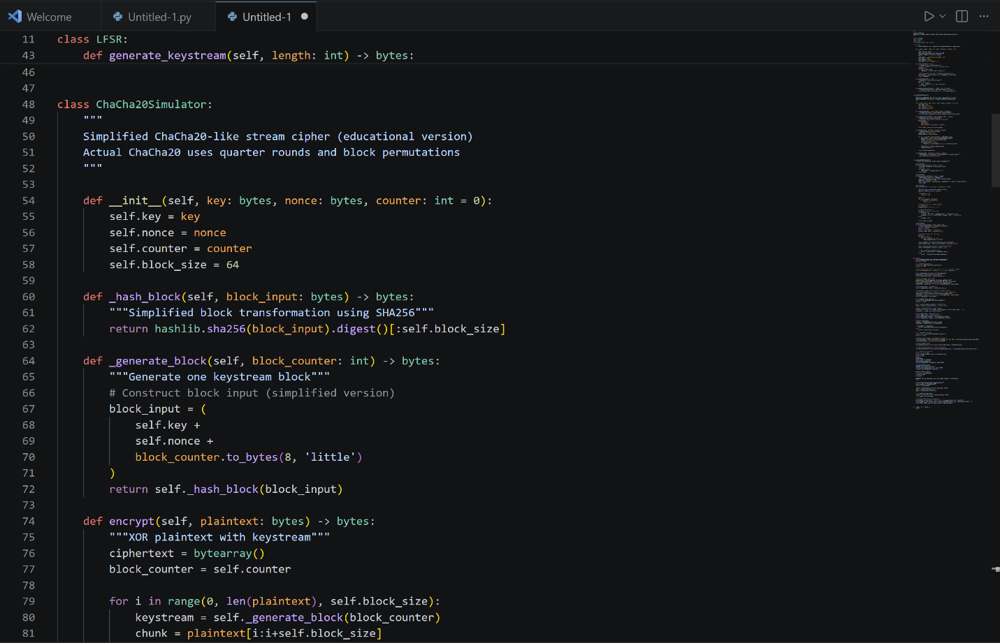 Welcome
Untitled-1.py
Untitled-1
11 class LFSR:
43     def generate_keystream(self, length: int) -> bytes:
46
47
48 class ChaCha20Simulator:
49     """
50     Simplified ChaCha20-like stream cipher (educational version)
51     Actual ChaCha20 uses quarter rounds and block permutations
52     """
53
54     def __init__(self, key: bytes, nonce: bytes, counter: int = 0):
55         self.key = key
56         self.nonce = nonce
57         self.counter = counter
58         self.block_size = 64
59
60     def _hash_block(self, block_input: bytes) -> bytes:
61         """Simplified block transformation using SHA256"""
62         return hashlib.sha256(block_input).digest()[:self.block_size]
63
64     def _generate_block(self, block_counter: int) -> bytes:
65         """Generate one keystream block"""
66         # Construct block input (simplified version)
67         block_input = (
68             self.key +
69             self.nonce +
70             block_counter.to_bytes(8, 'little')
71         )
72         return self._hash_block(block_input)
73
74     def encrypt(self, plaintext: bytes) -> bytes:
75         """XOR plaintext with keystream"""
76         ciphertext = bytearray()
77         block_counter = self.counter
78
79         for i in range(0, len(plaintext), self.block_size):
80             keystream = self._generate_block(block_counter)
81             chunk = plaintext[i:i+self.block_size]